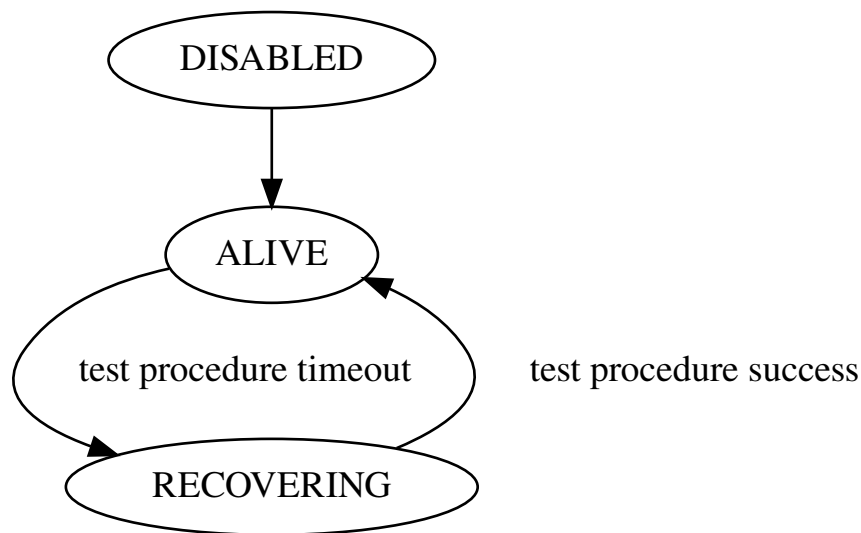 DISABLED
ALIVE
test procedure timeout
test procedure success
RECOVERING